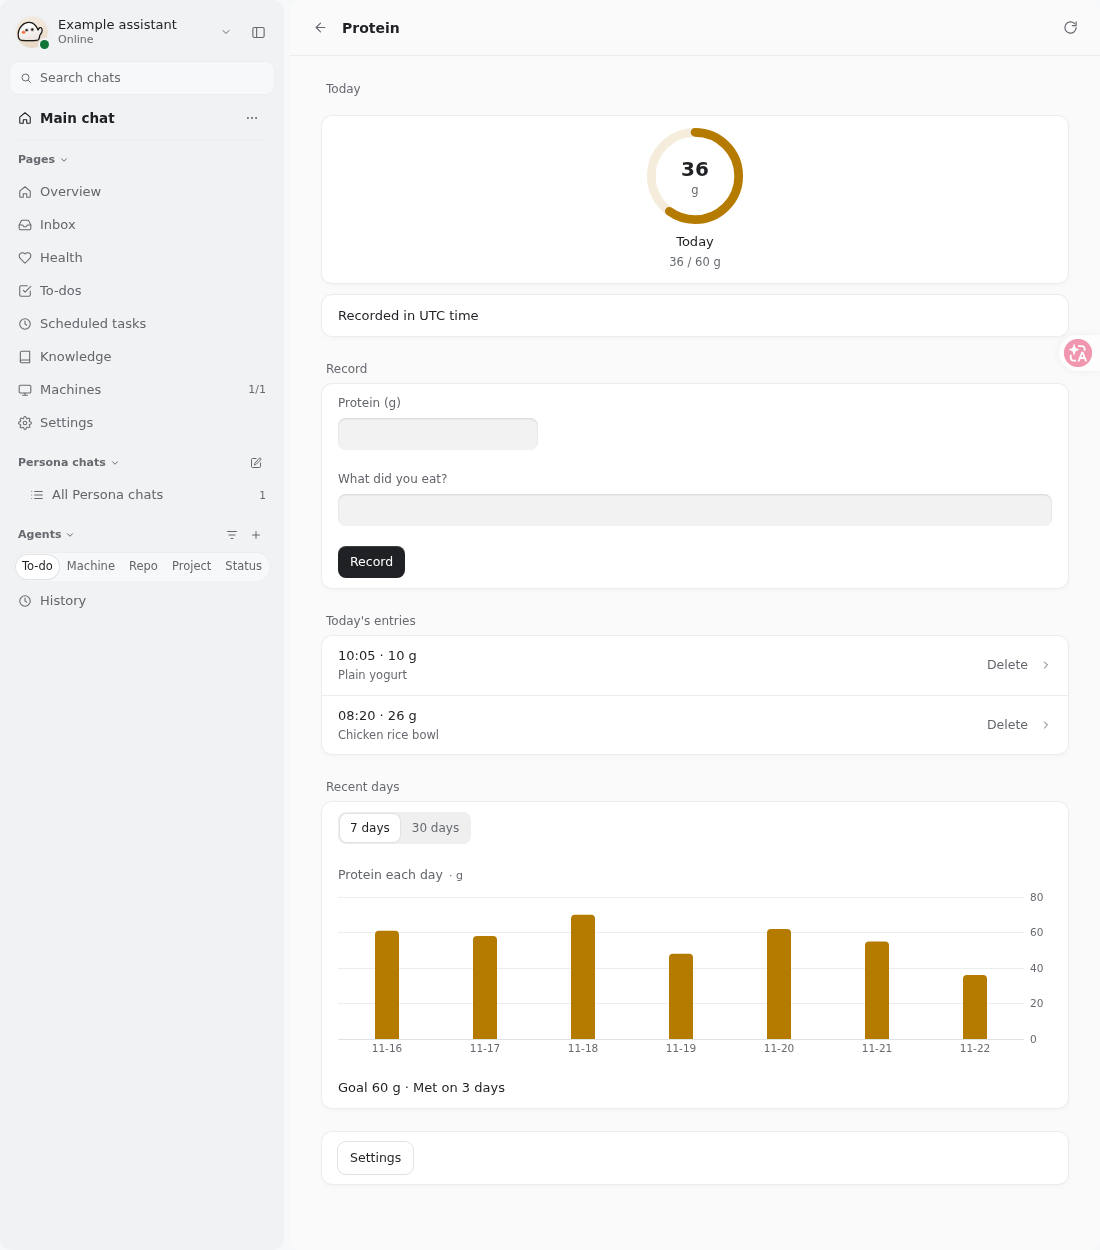 Example assistant
Online
Search chats
Main chat
Pages
Overview
Inbox
Health
To-dos
Scheduled tasks
Knowledge
Machines 1/1
Settings
Persona chats
All Persona chats 1
Agents
To-do Machine Repo Project Status
History
Protein
Today
36
g
Today
36 / 60 g
Recorded in UTC time
Record
Protein (g)
What did you eat?
Record
Today's entries
10:05 · 10 g
Plain yogurt
Delete
08:20 · 26 g
Chicken rice bowl
Delete
Recent days
7 days 30 days
Protein each day · g
80
60
40
20
0
11-16 11-17 11-18 11-19 11-20 11-21 11-22
Goal 60 g · Met on 3 days
Settings